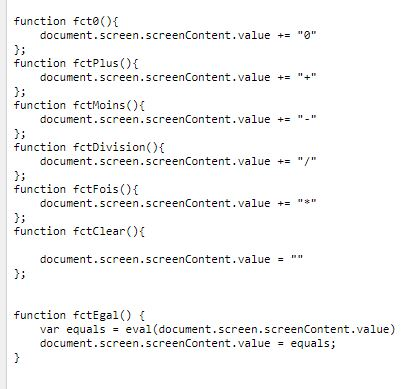 function fct0(){
    document.screen.screenContent.value += "0"
};
function fctPlus(){
    document.screen.screenContent.value += "+"
};
function fctMoins(){
    document.screen.screenContent.value += "-"
};
function fctDivision(){
    document.screen.screenContent.value += "/"
};
function fctFois(){
    document.screen.screenContent.value += "*"
};
function fctClear(){
    document.screen.screenContent.value = ""
};
function fctEgal() {
    var equals = eval(document.screen.screenContent.value)
    document.screen.screenContent.value = equals;
}